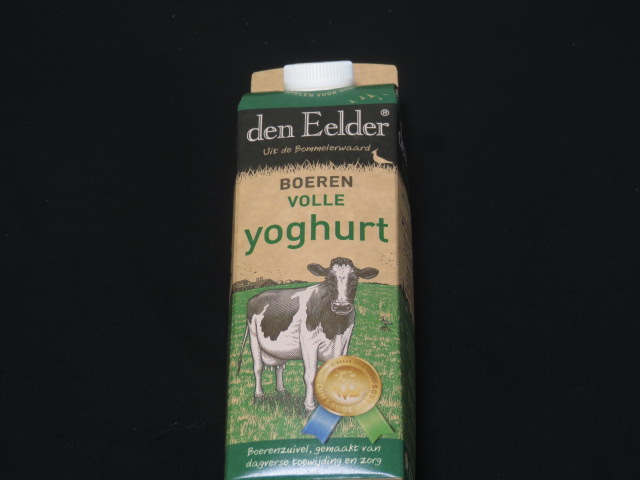 den Eelder®
Uit de Bommelerwaard
BOEREN
VOLLE
yoghurt
Boerenzuivel, gemaakt van
dagverse toewijding en zorg